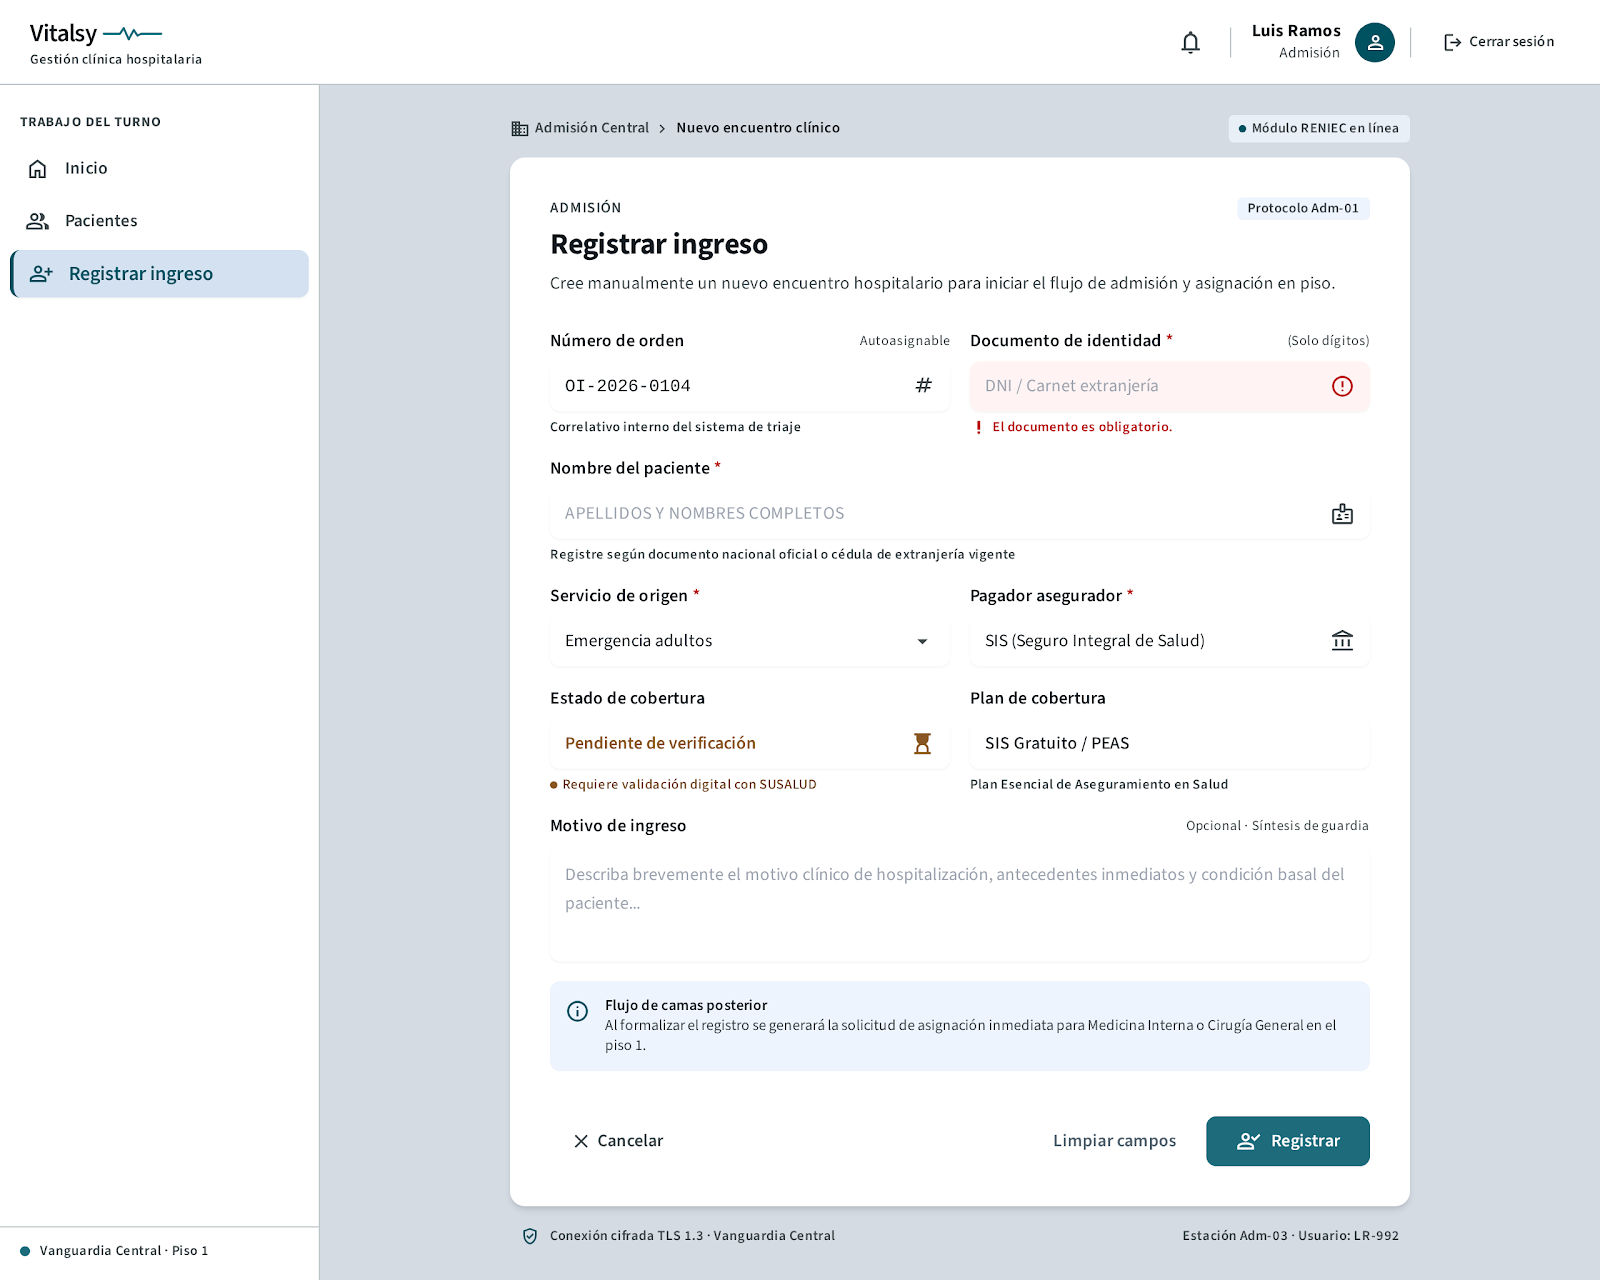 Vitalsy
Gestión clínica hospitalaria
Luis Ramos
Admisión
Cerrar sesión
TRABAJO DEL TURNO
Inicio
Pacientes
Registrar ingreso
Vanguardia Central · Piso 1
Admisión Central > Nuevo encuentro clínico
Módulo RENIEC en línea
ADMISIÓN
Protocolo Adm-01
Registrar ingreso
Cree manualmente un nuevo encuentro hospitalario para iniciar el flujo de admisión y asignación en piso.
Número de orden
Autoasignable
OI-2026-0104
#
Correlativo interno del sistema de triaje
Documento de identidad *
(Solo dígitos)
DNI / Carnet extranjería
El documento es obligatorio.
Nombre del paciente *
APELLIDOS Y NOMBRES COMPLETOS
Registre según documento nacional oficial o cédula de extranjería vigente
Servicio de origen *
Emergencia adultos
Pagador asegurador *
SIS (Seguro Integral de Salud)
Estado de cobertura
Pendiente de verificación
Requiere validación digital con SUSALUD
Plan de cobertura
SIS Gratuito / PEAS
Plan Esencial de Aseguramiento en Salud
Motivo de ingreso
Opcional · Síntesis de guardia
Describa brevemente el motivo clínico de hospitalización, antecedentes inmediatos y condición basal del
paciente...
Flujo de camas posterior
Al formalizar el registro se generará la solicitud de asignación inmediata para Medicina Interna o Cirugía General en el
piso 1.
Cancelar
Limpiar campos
Registrar
Conexión cifrada TLS 1.3 · Vanguardia Central
Estación Adm-03 · Usuario: LR-992